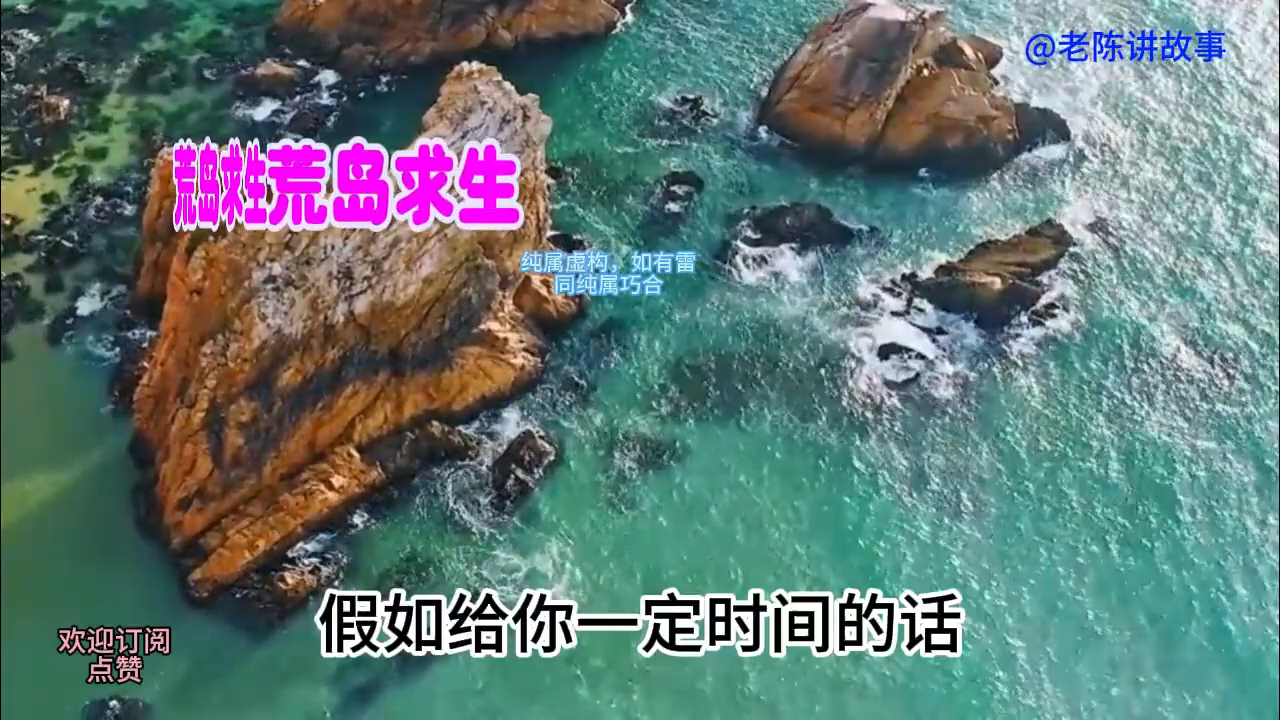 @老陈讲故事
荒岛求生荒岛求生
纯属虚构，如有雷
同纯属巧合
假如给你一定时间的话
欢迎订阅
点赞